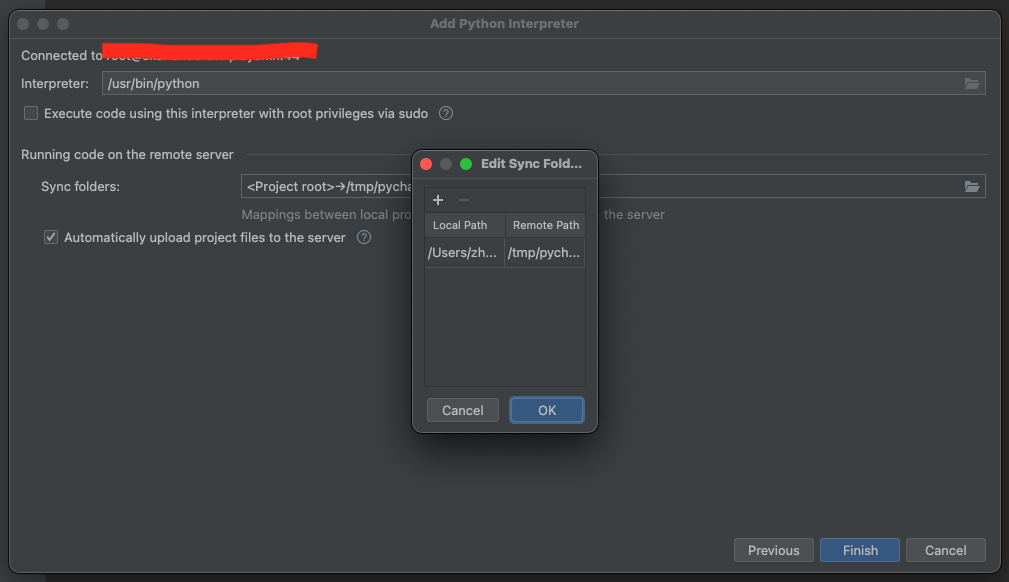 Add Python Interpreter
Connected to
Interpreter: /usr/bin/python
Execute code using this interpreter with root privileges via sudo
Running code on the remote server
Sync folders: <Project root>→/tmp/pycha
Mappings between local pro the server
Automatically upload project files to the server
Edit Sync Fold...
Local Path Remote Path
/Users/zh... /tmp/pych...
Cancel OK
Previous Finish Cancel